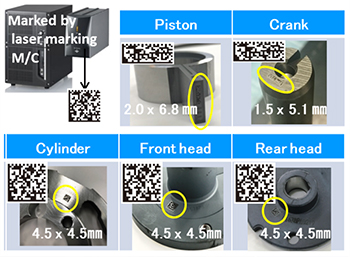 Marked by
laser marking
M/C
Piston
Crank
2.0 x 6.8 mm
1.5 x 5.1 mm
Cylinder
Front head
Rear head
4.5 x 4.5mm
4.5 x 4.5mm
4.5 x 4.5mm